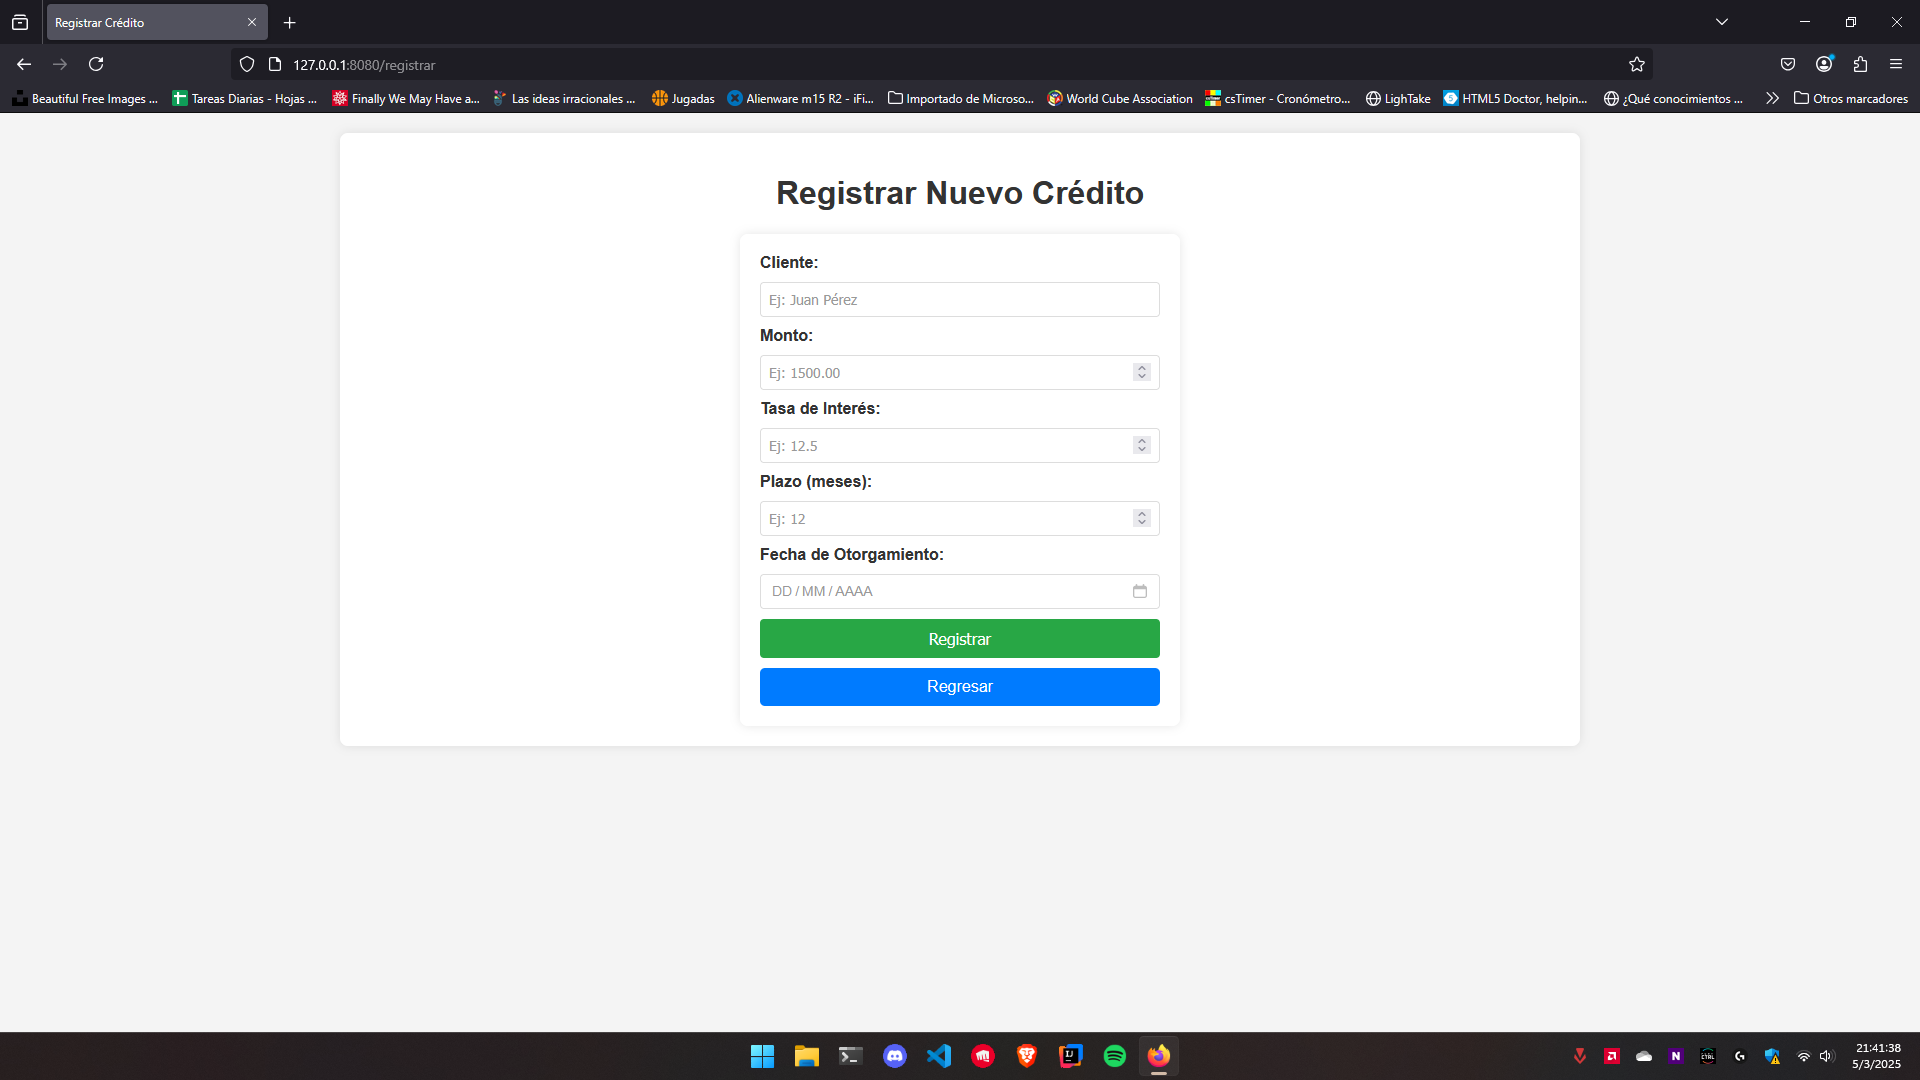 Registrar Crédito
127.0.0.1:8080/registrar
Beautiful Free Images ...
Tareas Diarias - Hojas ...
Finally We May Have a...
Las ideas irracionales ...
Jugadas
Alienware m15 R2 - iFi...
Importado de Microso...
World Cube Association
csTimer - Cronómetro...
LighTake
HTML5 Doctor, helpin...
¿Qué conocimientos ...
Otros marcadores
Registrar Nuevo Crédito
Cliente:
Ej: Juan Pérez
Monto:
Ej: 1500.00
Tasa de Interés:
Ej: 12.5
Plazo (meses):
Ej: 12
Fecha de Otorgamiento:
DD / MM / AAAA
Registrar
Regresar
21:41:38
5/3/2025